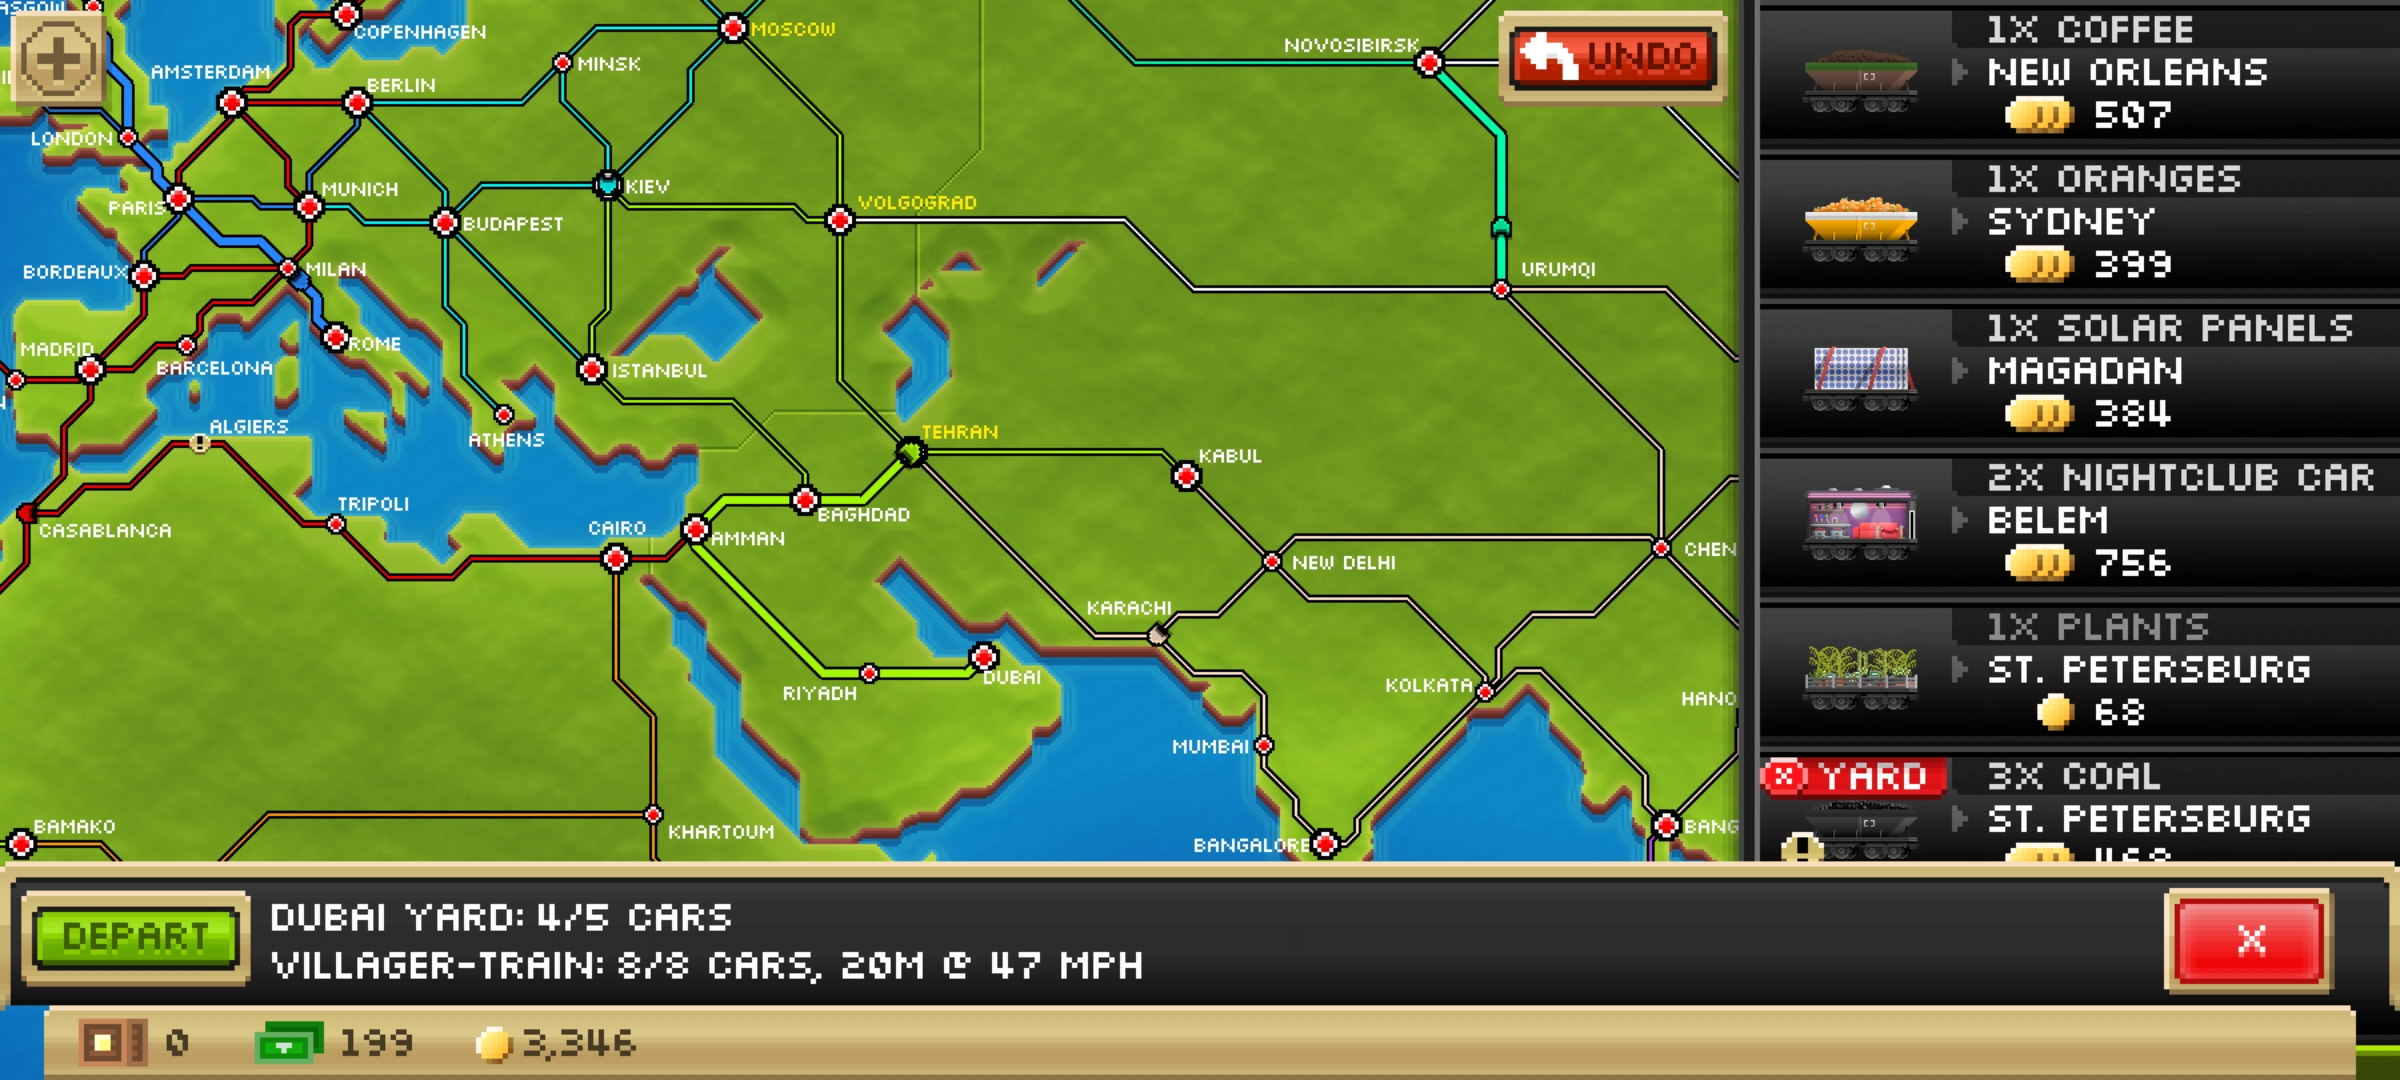 COPENHAGEN
MOSCOW
NOVOSIBIRSK
UNDO
MINSK
AMSTERDAM
BERLIN
LONDON
MUNICH
KIEV
PARIS
VOLGOGRAD
BUDAPEST
BORDEAUX
MILAN
URUMQI
MADRID
ROME
BARCELONA
ISTANBUL
ALGIERS
ATHENS
TEHRAN
KABUL
TRIPOLI
BAGHDAD
CASABLANCA
CAIRO
AMMAN
CHEN
NEW DELHI
KARACHI
RIYADH
DUBAI
KOLKATA
HANO
MUMBAI
BAMAKO
KHARTOUM
BANGALORE
BANG
1X COFFEE
NEW ORLEANS
507
1X ORANGES
SYDNEY
399
1X SOLAR PANELS
MAGADAN
384
2X NIGHTCLUB CAR
BELEM
756
1X PLANTS
ST. PETERSBURG
68
YARD
3X COAL
ST. PETERSBURG
DEPART
DUBAI YARD: 4/5 CARS
VILLAGER-TRAIN: 8/8 CARS, 20M @ 47 MPH
X
0
199
3,346